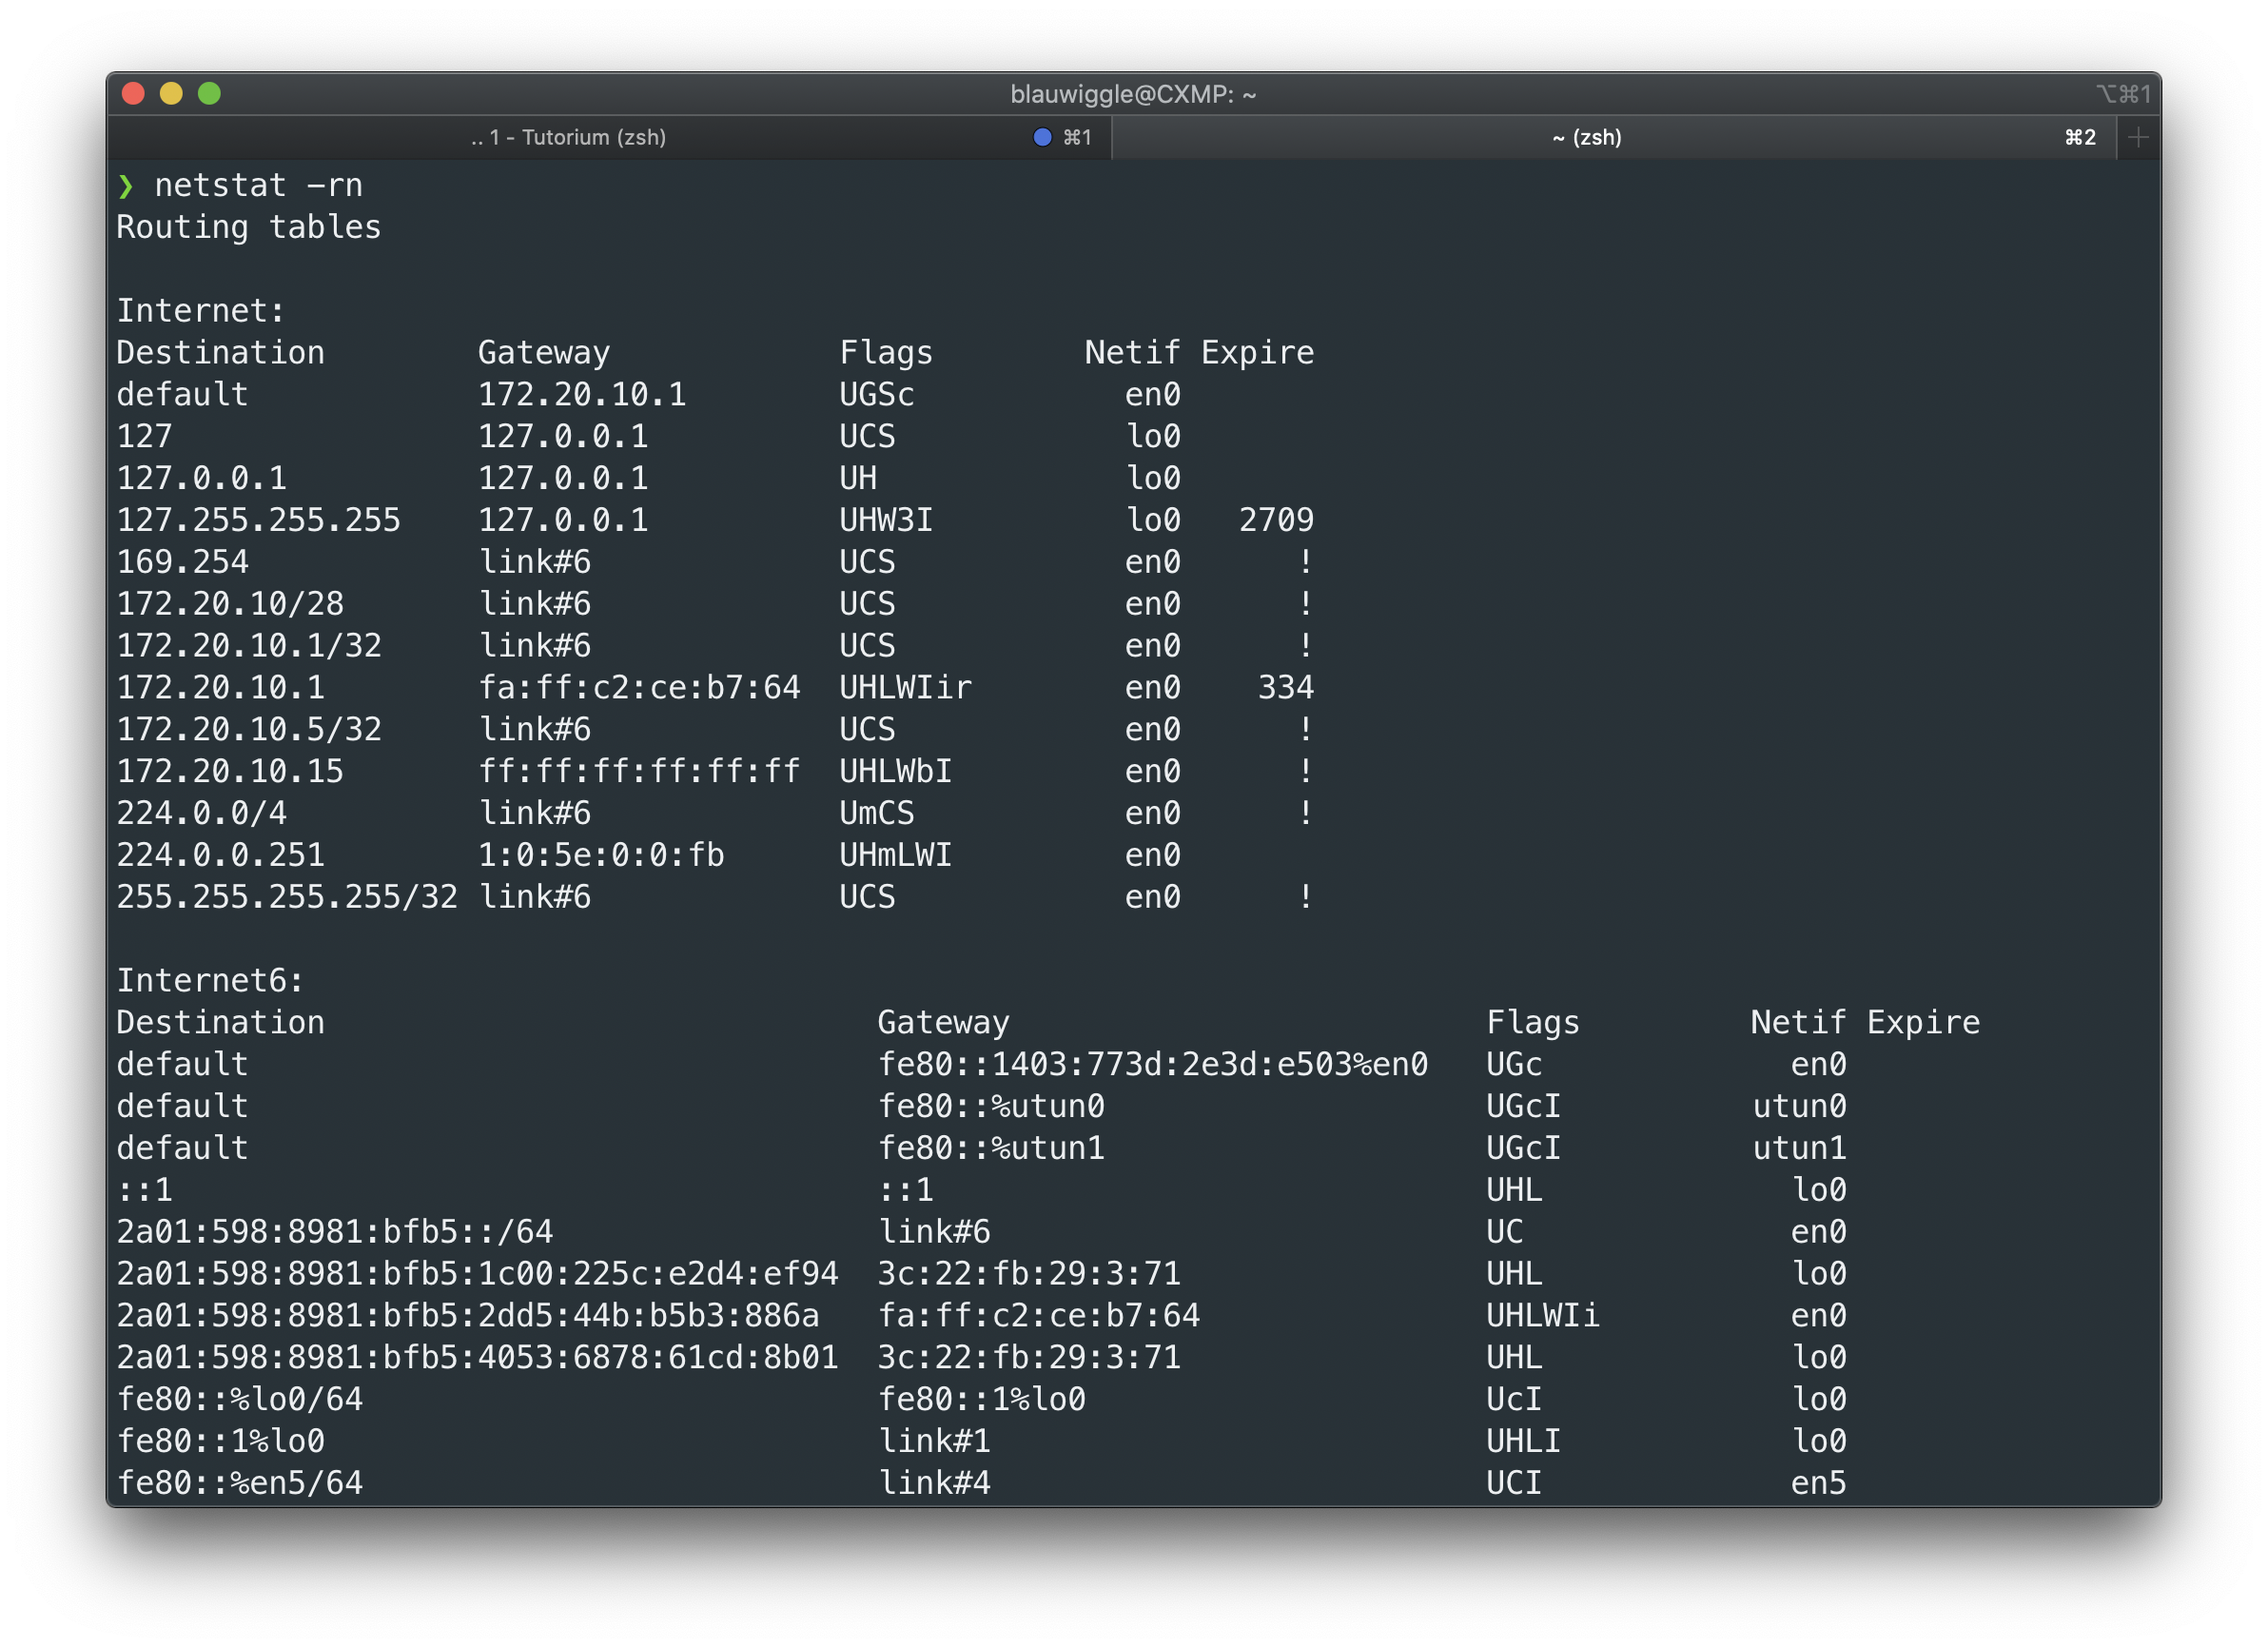 blauwiggle@CXMP: ~ ⌥⌘1
.. 1 - Tutorium (zsh) ⌘1 ~ (zsh) ⌘2 +
❯ netstat -rn
Routing tables

Internet:
Destination        Gateway            Flags        Netif Expire
default            172.20.10.1        UGSc           en0
127                127.0.0.1          UCS            lo0
127.0.0.1          127.0.0.1          UH             lo0
127.255.255.255    127.0.0.1          UHW3I          lo0   2709
169.254            link#6             UCS            en0      !
172.20.10/28       link#6             UCS            en0      !
172.20.10.1/32     link#6             UCS            en0      !
172.20.10.1        fa:ff:c2:ce:b7:64  UHLWIir        en0    334
172.20.10.5/32     link#6             UCS            en0      !
172.20.10.15       ff:ff:ff:ff:ff:ff  UHLWbI         en0      !
224.0.0/4          link#6             UmCS           en0      !
224.0.0.251        1:0:5e:0:0:fb      UHmLWI         en0
255.255.255.255/32 link#6             UCS            en0      !

Internet6:
Destination                             Gateway                         Flags         Netif Expire
default                                 fe80::1403:773d:2e3d:e503%en0   UGc             en0
default                                 fe80::%utun0                    UGcI          utun0
default                                 fe80::%utun1                    UGcI          utun1
::1                                     ::1                             UHL             lo0
2a01:598:8981:bfb5::/64                 link#6                          UC              en0
2a01:598:8981:bfb5:1c00:225c:e2d4:ef94  3c:22:fb:29:3:71                UHL             lo0
2a01:598:8981:bfb5:2dd5:44b:b5b3:886a   fa:ff:c2:ce:b7:64               UHLWIi          en0
2a01:598:8981:bfb5:4053:6878:61cd:8b01  3c:22:fb:29:3:71                UHL             lo0
fe80::%lo0/64                           fe80::1%lo0                     UcI             lo0
fe80::1%lo0                             link#1                          UHLI            lo0
fe80::%en5/64                           link#4                          UCI             en5